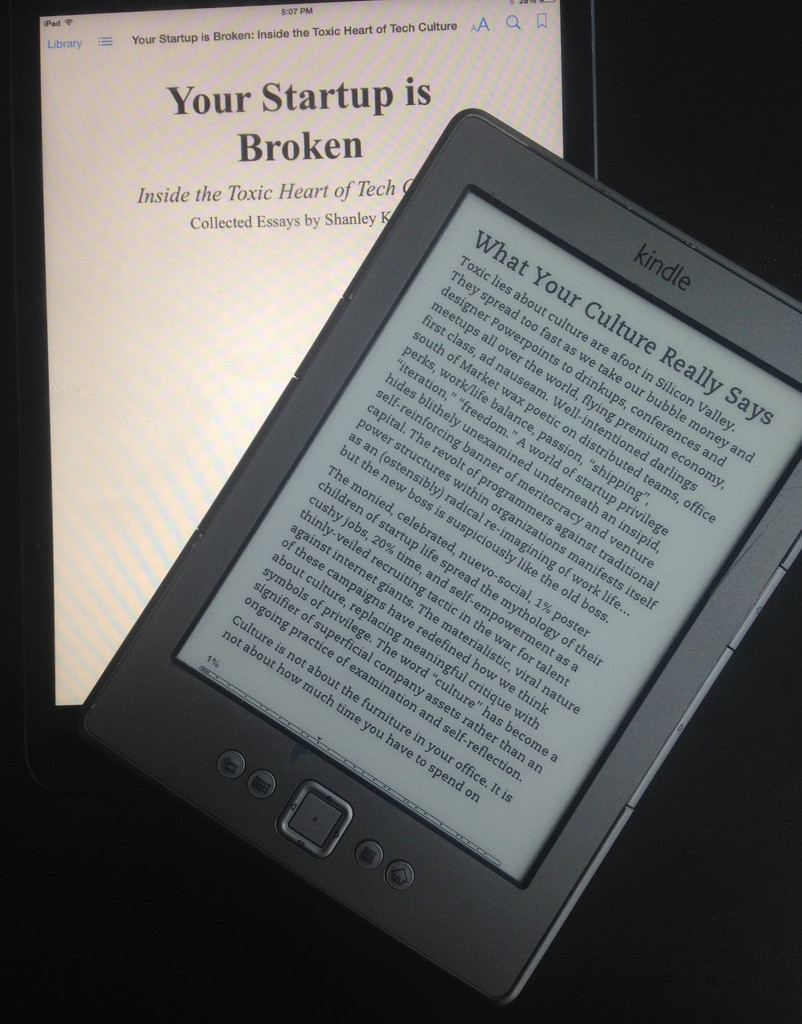 iPad 5:07 PM
Library Your Startup is Broken: Inside the Toxic Heart of Tech Culture AA
Your Startup is
Broken
Inside the Toxic Heart of Tech
Collected Essays by Shanley K
kindle
What Your Culture Really Says
Toxic lies about culture are afoot in Silicon Valley.
They spread too fast as we take our bubble money and
designer Powerpoints to drinkups, conferences and
meetups all over the world, flying premium economy,
first class, ad nauseam. Well-intentioned darlings
south of Market wax poetic on distributed teams, office
perks, work/life balance, passion, "shipping",
"iteration," "freedom." A world of startup privilege
hides blithely unexamined underneath an insipid,
self-reinforcing banner of meritocracy and venture
capital. The revolt of programmers against traditional
power structures within organizations manifests itself
as an (ostensibly) radical re-imagining of work life...
but the new boss is suspiciously like the old boss.
The monied, celebrated, nuevo-social, 1% poster
children of startup life spread the mythology of their
cushy jobs, 20% time, and self-empowerment as a
thinly-veiled recruiting tactic in the war for talent
against internet giants. The materialistic, viral nature
of these campaigns have redefined how we think
about culture, replacing meaningful critique with
symbols of privilege. The word "culture" has become a
signifier of superficial company assets rather than an
ongoing practice of examination and self-reflection.
Culture is not about the furniture in your office. It is
not about how much time you have to spend on
1%